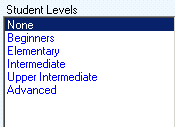 Student Levels
None
Beginners
Elementary
Intermediate
Upper Intermediate
Advanced